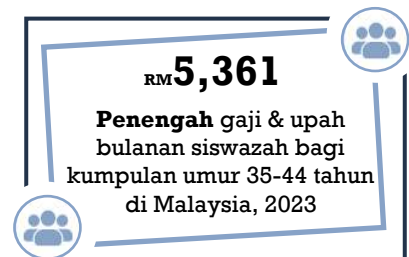 RM5,361
Penengah gaji & upah
bulanan siswazah bagi
kumpulan umur 35-44 tahun
di Malaysia, 2023